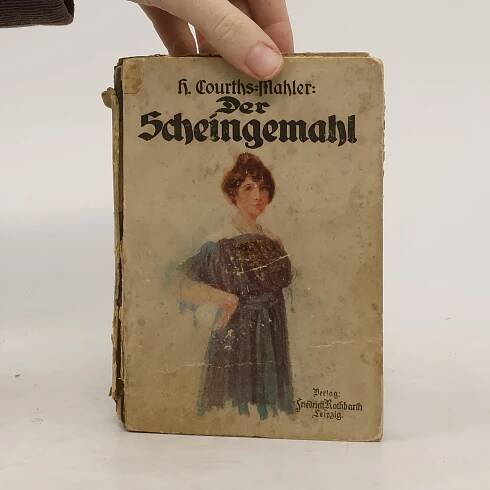 H. Courths-Mahler:
Der
Scheingemahl
Verlag:
Friedrich Rothbarth
Leipzig.